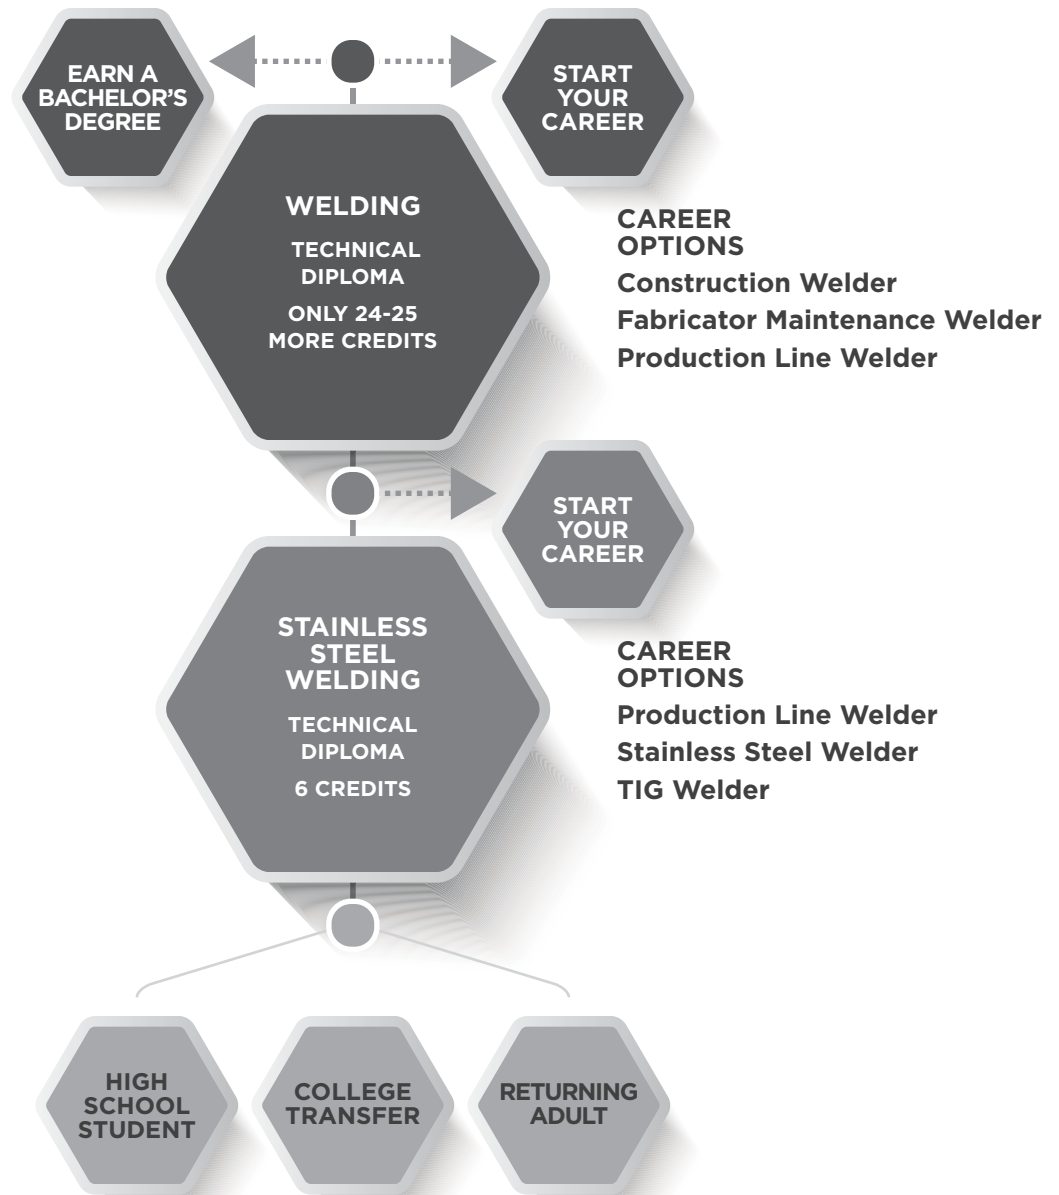 EARN A
BACHELOR'S
DEGREE
START
YOUR
CAREER
WELDING
TECHNICAL
DIPLOMA
ONLY 24-25
MORE CREDITS
CAREER
OPTIONS
Construction Welder
Fabricator Maintenance Welder
Production Line Welder
START
YOUR
CAREER
STAINLESS
STEEL
WELDING
TECHNICAL
DIPLOMA
6 CREDITS
CAREER
OPTIONS
Production Line Welder
Stainless Steel Welder
TIG Welder
HIGH
SCHOOL
STUDENT
COLLEGE
TRANSFER
RETURNING
ADULT